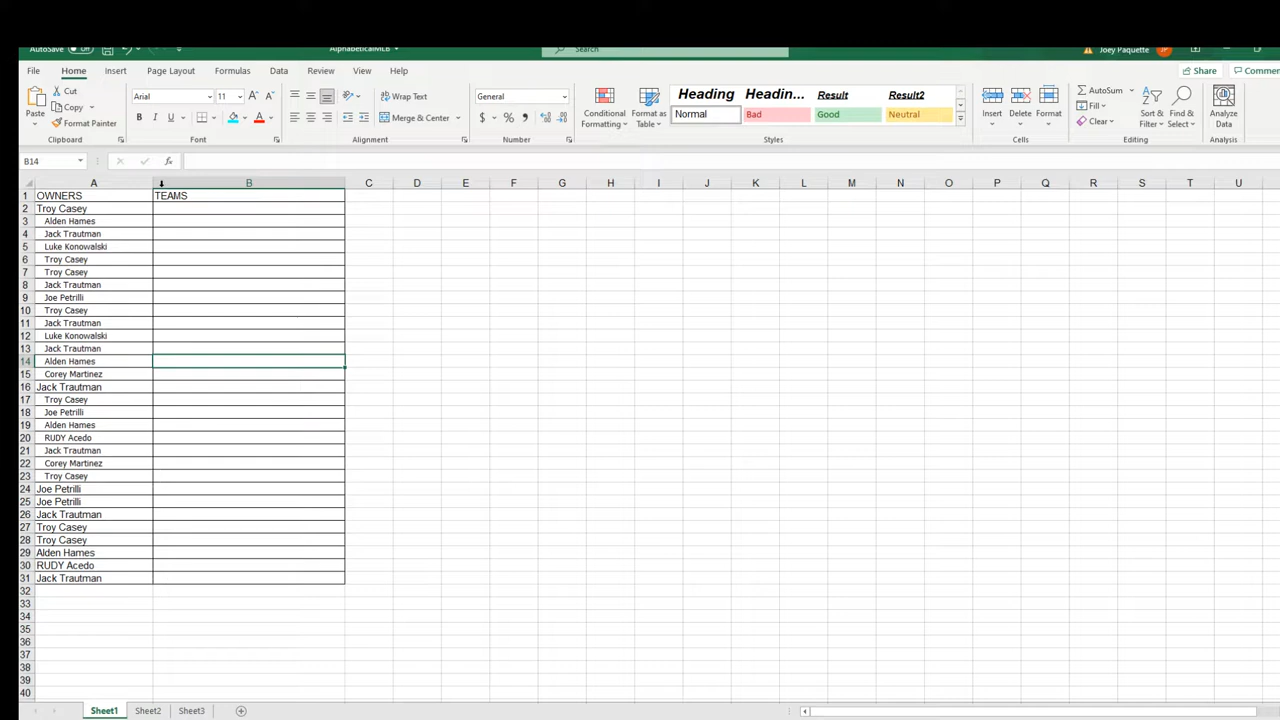 AutoSave Off AlphabeticalMLB Search Joey Paquette JP
File Home Insert Page Layout Formulas Data Review View Help Share Comments
Paste Cut Copy Format Painter Clipboard
Arial 11 B I U Font
Wrap Text Merge & Center Alignment
General $ % Number
Conditional Formatting Format as Table
Heading Headin... Result Result2
Normal Bad Good Neutral
Styles
Insert Delete Format Cells
AutoSum Fill Clear Sort & Filter Find & Select Editing
Analyze Data Analysis
B14 fx
A B C D E F G H I J K L M N O P Q R S T U
1 OWNERS TEAMS
2 Troy Casey
3 Alden Hames
4 Jack Trautman
5 Luke Konowalski
6 Troy Casey
7 Troy Casey
8 Jack Trautman
9 Joe Petrilli
10 Troy Casey
11 Jack Trautman
12 Luke Konowalski
13 Jack Trautman
14 Alden Hames
15 Corey Martinez
16 Jack Trautman
17 Troy Casey
18 Joe Petrilli
19 Alden Hames
20 RUDY Acedo
21 Jack Trautman
22 Corey Martinez
23 Troy Casey
24 Joe Petrilli
25 Joe Petrilli
26 Jack Trautman
27 Troy Casey
28 Troy Casey
29 Alden Hames
30 RUDY Acedo
31 Jack Trautman
32
33
34
35
36
37
38
39
40
Sheet1 Sheet2 Sheet3